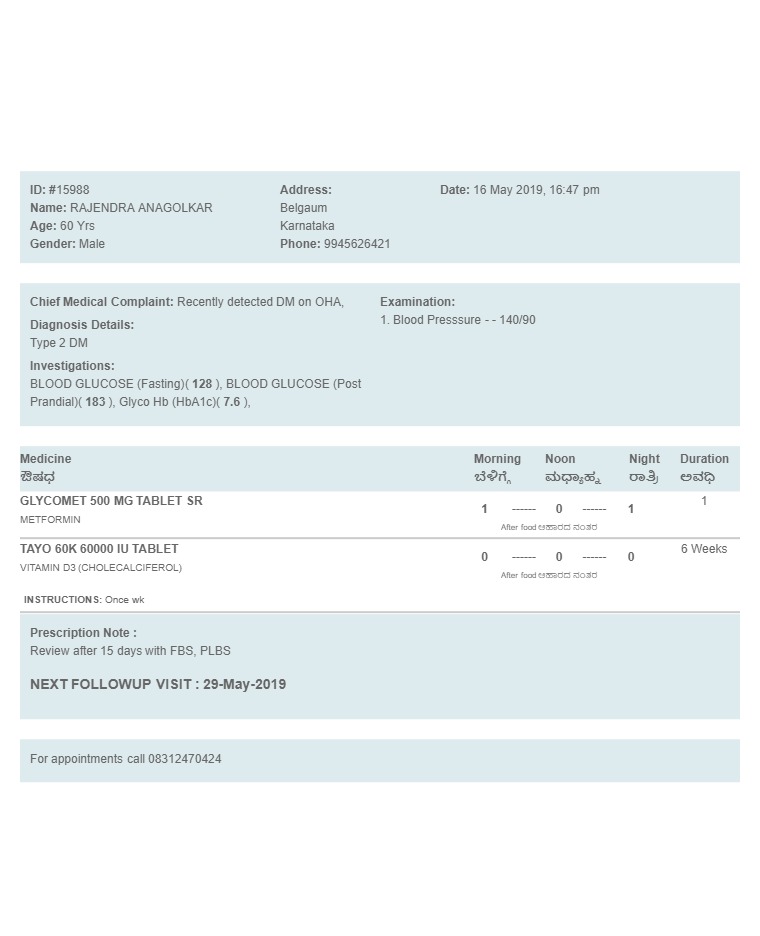 ID: #15988
Name: RAJENDRA ANAGOLKAR
Age: 60 Yrs
Gender: Male
Address:
Belgaum
Karnataka
Phone: 9945626421
Date: 16 May 2019, 16:47 pm
Chief Medical Complaint: Recently detected DM on OHA,
Diagnosis Details:
Type 2 DM
Investigations:
BLOOD GLUCOSE (Fasting)( 128 ), BLOOD GLUCOSE (Post
Prandial)( 183 ), Glyco Hb (HbA1c)( 7.6 ),
Examination:
1. Blood Presssure - - 140/90
Medicine Morning Noon Night Duration
ಔಷಧ ಬೆಳಿಗ್ಗೆ ಮಧ್ಯಾಹ್ನ ರಾತ್ರಿ ಅವಧಿ
GLYCOMET 500 MG TABLET SR 1 ------ 0 ------ 1 1
METFORMIN
After food ಆಹಾರದ ನಂತರ
TAYO 60K 60000 IU TABLET 0 ------ 0 ------ 0 6 Weeks
VITAMIN D3 (CHOLECALCIFEROL)
After food ಆಹಾರದ ನಂತರ
INSTRUCTIONS: Once wk
Prescription Note :
Review after 15 days with FBS, PLBS
NEXT FOLLOWUP VISIT : 29-May-2019
For appointments call 08312470424